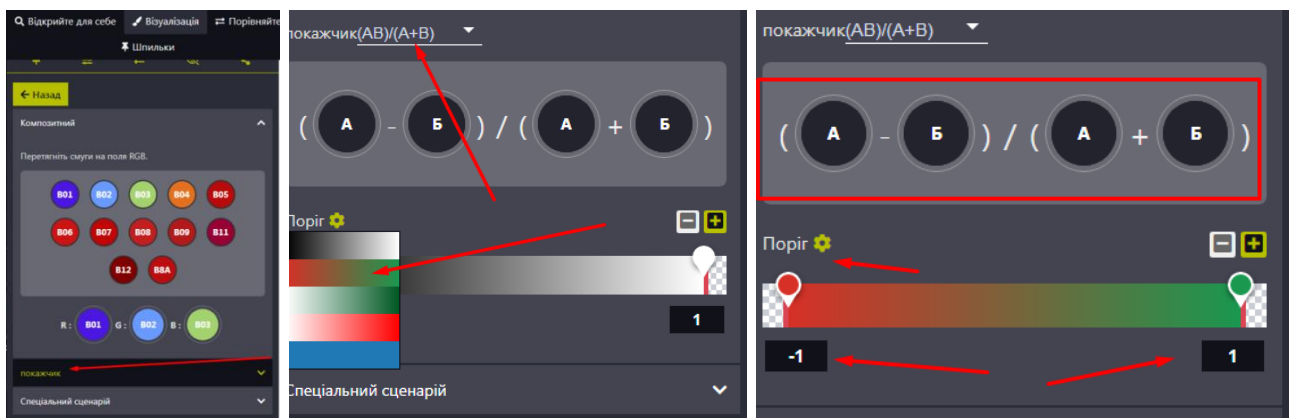 Відкрийте для себе Візуалізація Порівняйте
Шпильки
← Назад
Композитний
Перетягніть смуги на поля RGB.
B01 B02 B03 B04 B05
B06 B07 B08 B09 B11
B12 B8A
R: B01 G: B02 B: B03
покажчик
Спеціальний сценарій
покажчик(АВ)/(А+В)
( А - Б ) / ( А + Б )
Поріг
1
Спеціальний сценарій
покажчик(АВ)/(А+В)
( А - Б ) / ( А + Б )
Поріг
-1 1